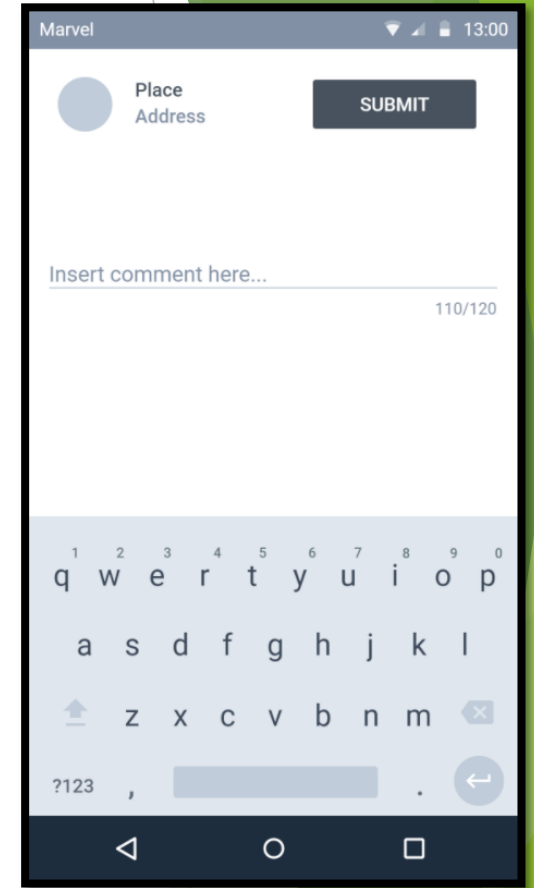 Marvel 13:00
Place
Address
SUBMIT
Insert comment here...
110/120
1 2 3 4 5 6 7 8 9 0
q w e r t y u i o p
a s d f g h j k l
z x c v b n m
?123 , .